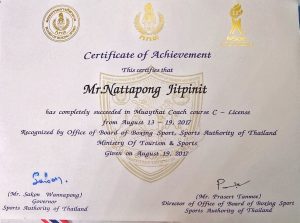 Certificate of Achievement
This certifies that
Mr.Nattapong Jitpinit
has completely succeeded in Muaythai Coach course C - License
from August 13 - 19, 2017
Recognized by Office of Board of Boxing Sport, Sports Authority of Thailand
Ministry Of Tourism & Sports
Given on August 19, 2017
(Mr. Sakon Wannapong)
Governor
Sports Authority of Thailand
(Mr. Prasert Tanmee)
Director of Office of Board of Boxing Sport
Sports Authority of Thailand